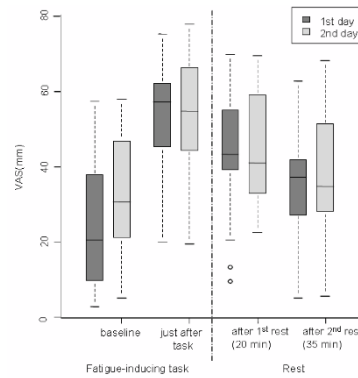 1st day
2nd day
80
60
40
20
0
VAS(mm)
baseline
just after
task
after 1st rest
(20 min)
after 2nd res
(35 min)
Fatigue-inducing task
Rest